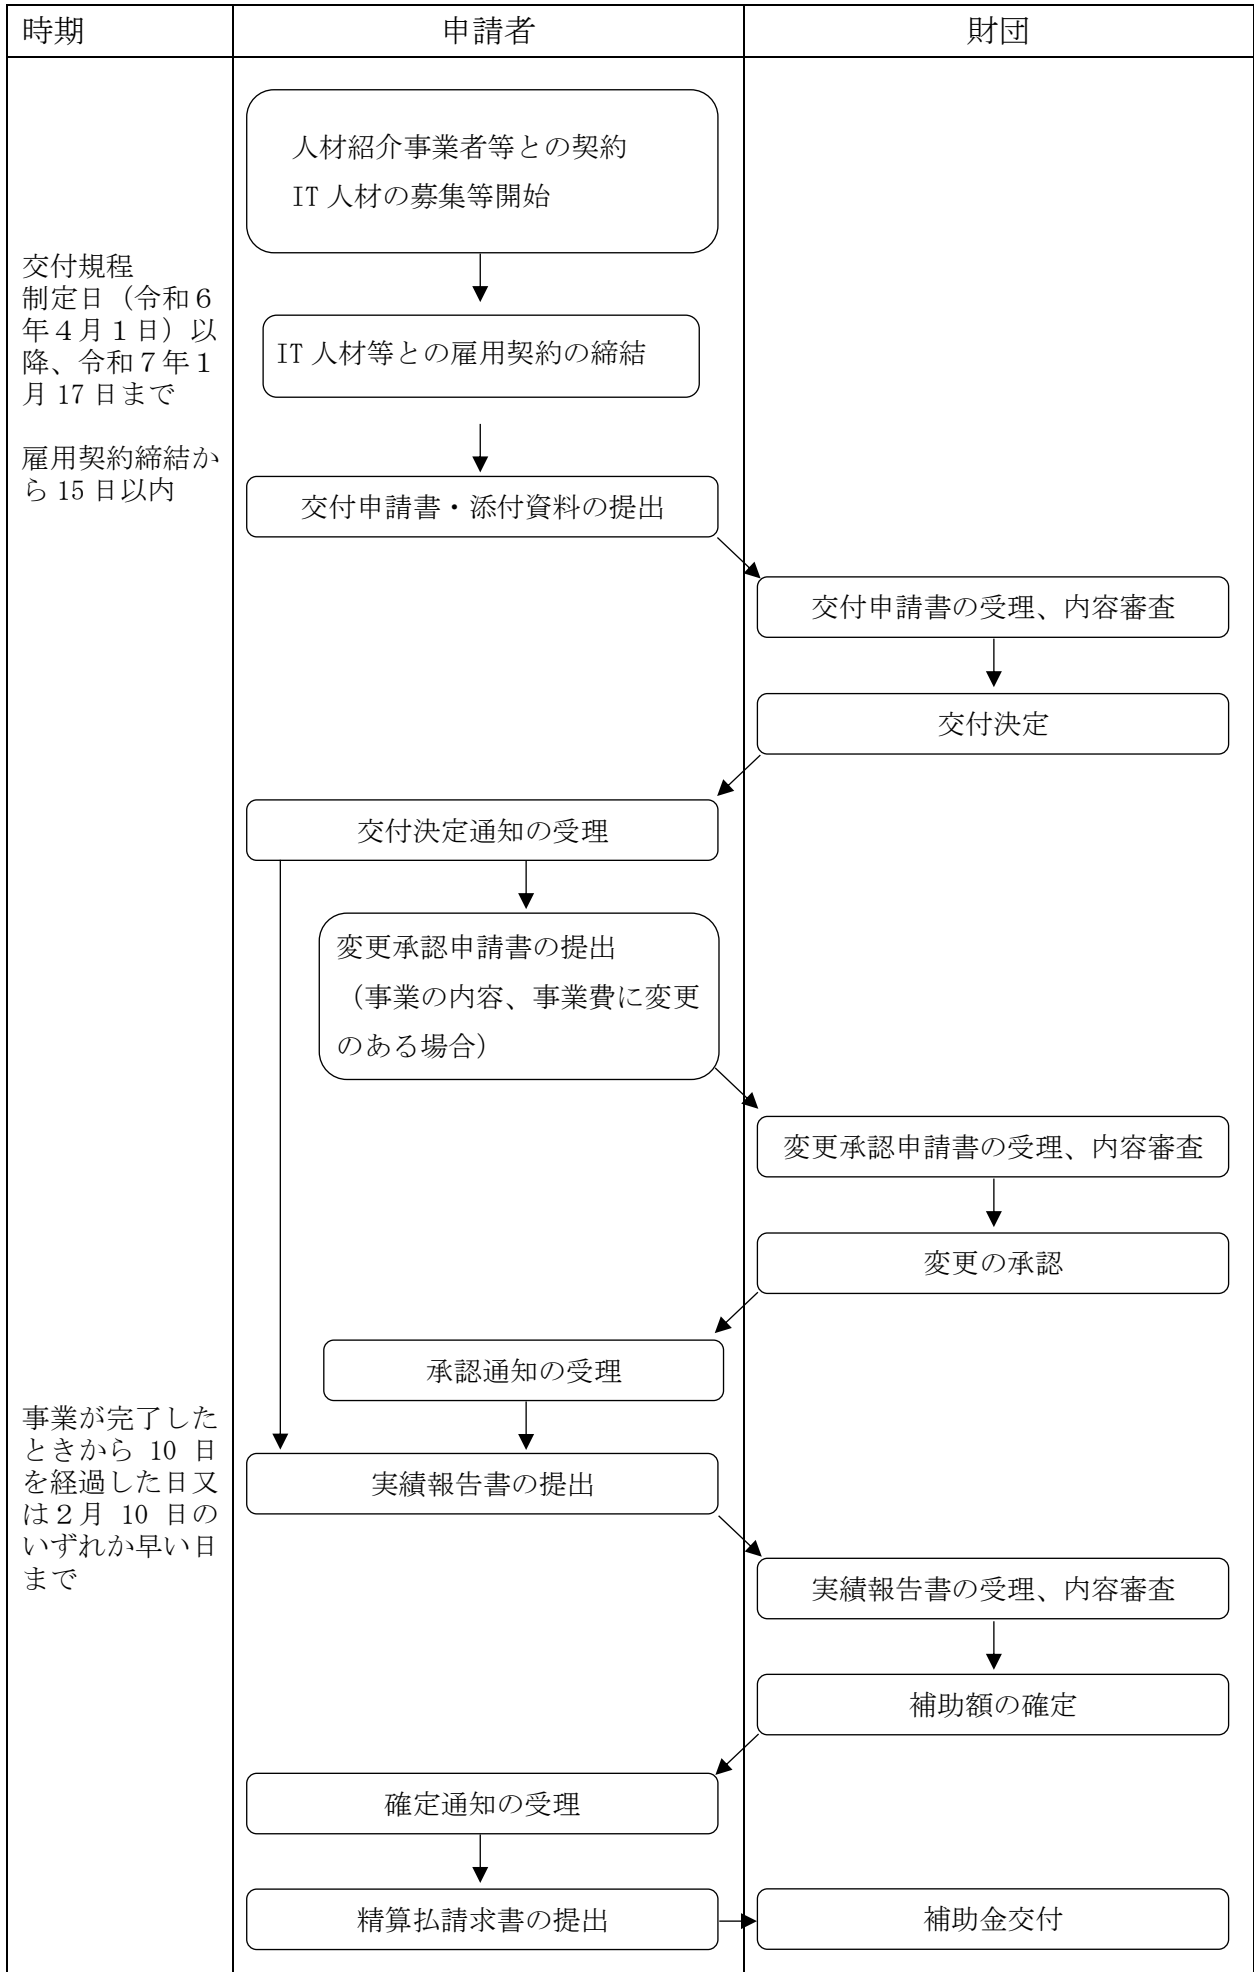 時期
申請者
財団
人材紹介事業者等との契約
IT 人材の募集等開始
交付規程
制定日（令和６
年４月１日）以
降、令和７年１
月 17 日まで
IT 人材等との雇用契約の締結
雇用契約締結か
ら 15 日以内
交付申請書・添付資料の提出
交付申請書の受理、内容審査
交付決定
交付決定通知の受理
変更承認申請書の提出
（事業の内容、事業費に変更
のある場合）
変更承認申請書の受理、内容審査
変更の承認
承認通知の受理
事業が完了した
ときから 10 日
を経過した日又
は２月 10 日の
いずれか早い日
まで
実績報告書の提出
実績報告書の受理、内容審査
補助額の確定
確定通知の受理
精算払請求書の提出
補助金交付